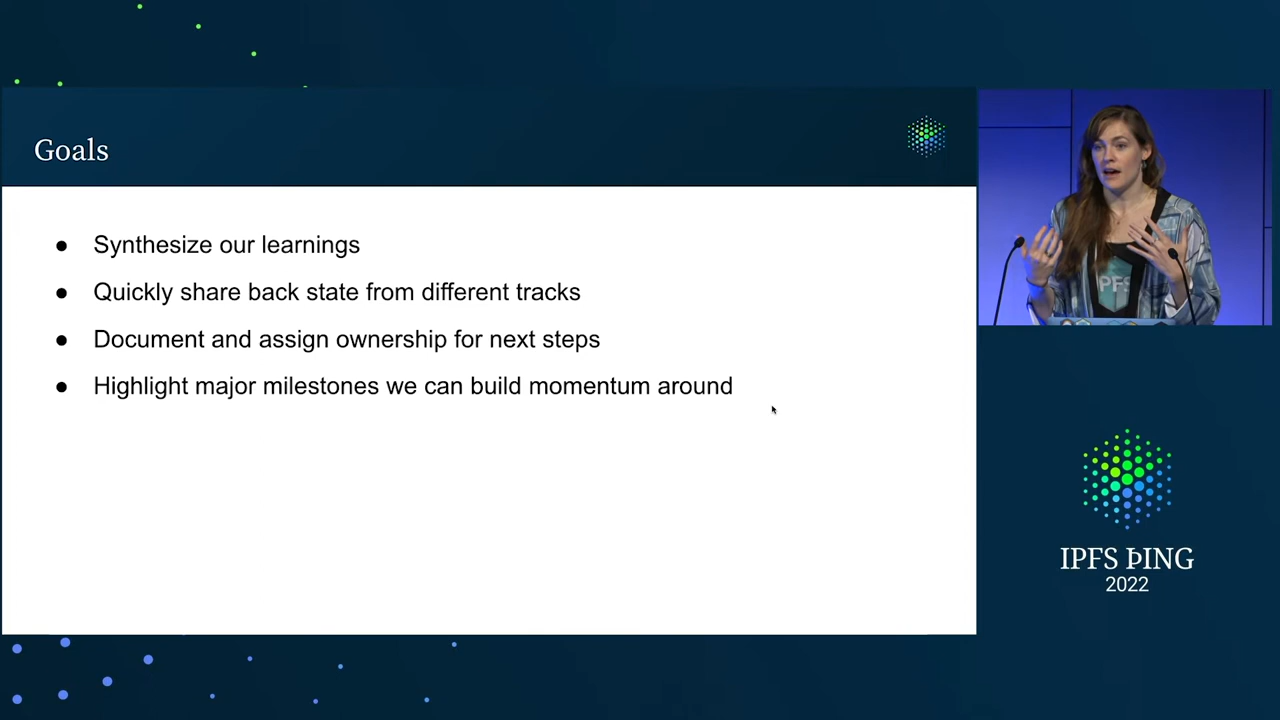 Goals
● Synthesize our learnings
● Quickly share back state from different tracks
● Document and assign ownership for next steps
● Highlight major milestones we can build momentum around
IPFS
IPFS ÞING
2022